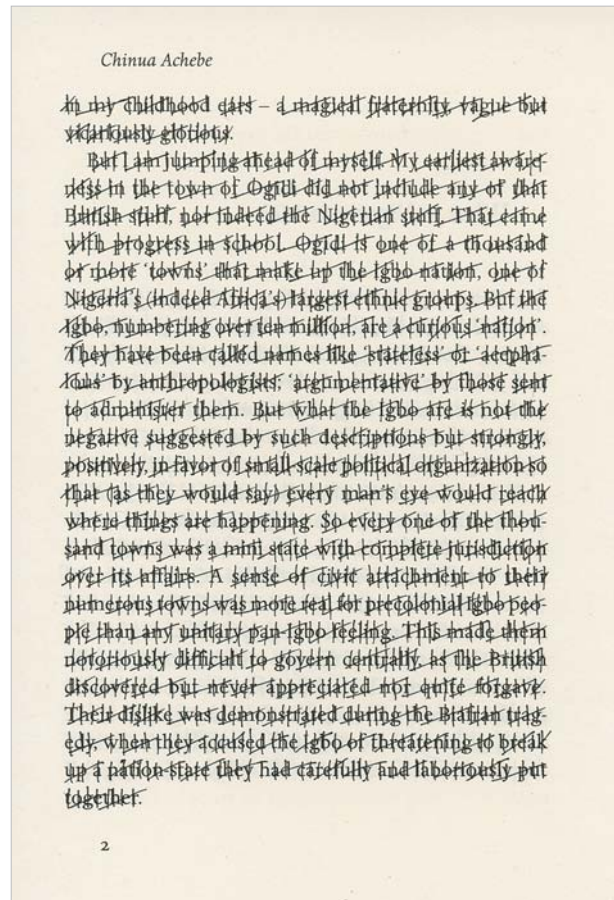 Chinua Achebe
in my childhood ears – a magical fraternity, vague but
vicariously glorious.
But I am jumping ahead of myself. My earliest aware-
ness in the town of Ogidi did not include any of that
British stuff, nor indeed the Nigerian stuff. That came
with progress in school. Ogidi is one of a thousand
or more ‘towns’ that make up the Igbo nation, one of
Nigeria’s (indeed Africa’s) largest ethnic groups. But the
Igbo, numbering over ten million, are a curious ‘nation’.
They have been called names like ‘stateless’ or ‘acepha-
lous’ by anthropologists; ‘argumentative’ by those sent
to administer them. But what the Igbo are is not the
negative suggested by such descriptions but strongly,
positively, in favor of small-scale political organization so
that (as they would say) every man’s eye would reach
where things are happening. So every one of the thou-
sand towns was a mini state with complete jurisdiction
over its affairs. A sense of civic attachment to their
numerous towns was more real for precolonial Igbo peo-
ple than any unitary pan-Igbo feeling. This made them
notoriously difficult to govern centrally, as the British
discovered but never appreciated nor quite forgave.
Their dislike was demonstrated during the Biafran trag-
edy, when they accused the Igbo of threatening to break
up a nation-state they had carefully and laboriously put
together.
2